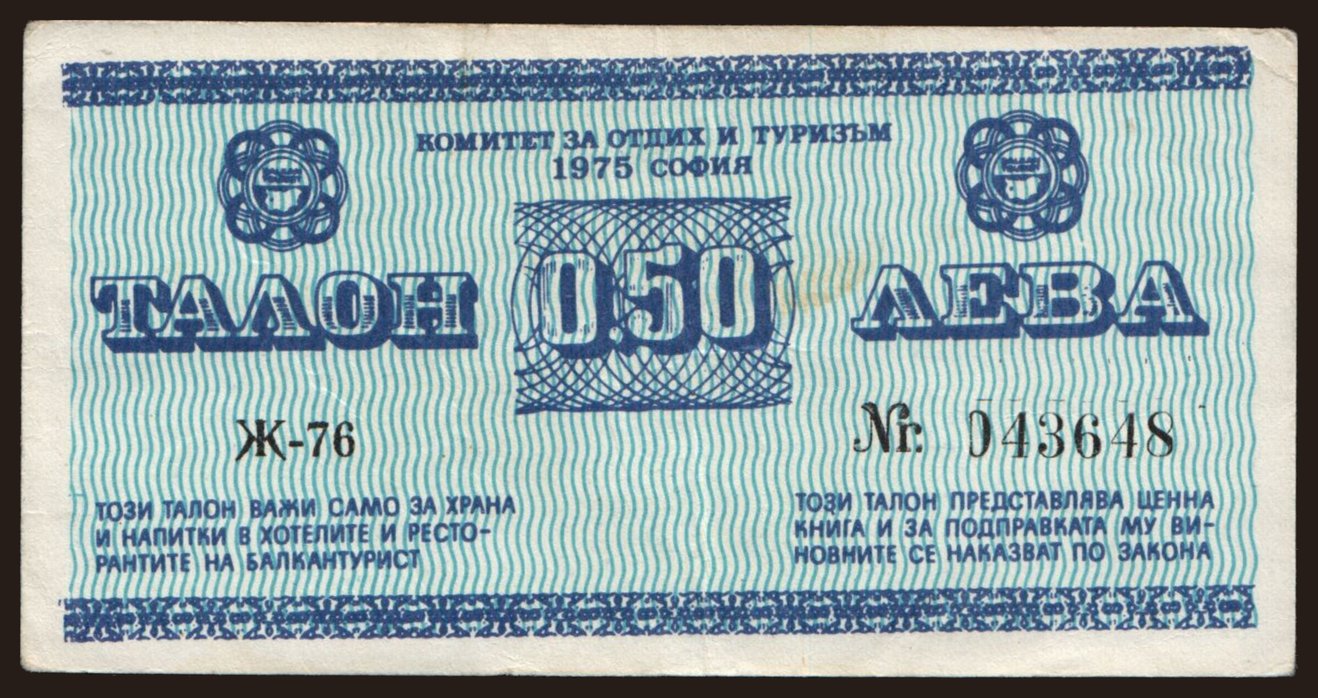 КОМИТЕТ ЗА ОТДИХ И ТУРИЗЪМ
1975 СОФИЯ
ТАЛОН 0.50 ЛЕВА
Ж-76
Nr. 043648
ТОЗИ ТАЛОН ВАЖИ САМО ЗА ХРАНА
И НАПИТКИ В ХОТЕЛИТЕ И РЕСТО-
РАНТИТЕ НА БАЛКАНТУРИСТ
ТОЗИ ТАЛОН ПРЕДСТАВЛЯВА ЦЕННА
КНИГА И ЗА ПОДПРАВКАТА МУ ВИ-
НОВНИТЕ СЕ НАКАЗВАТ ПО ЗАКОНА